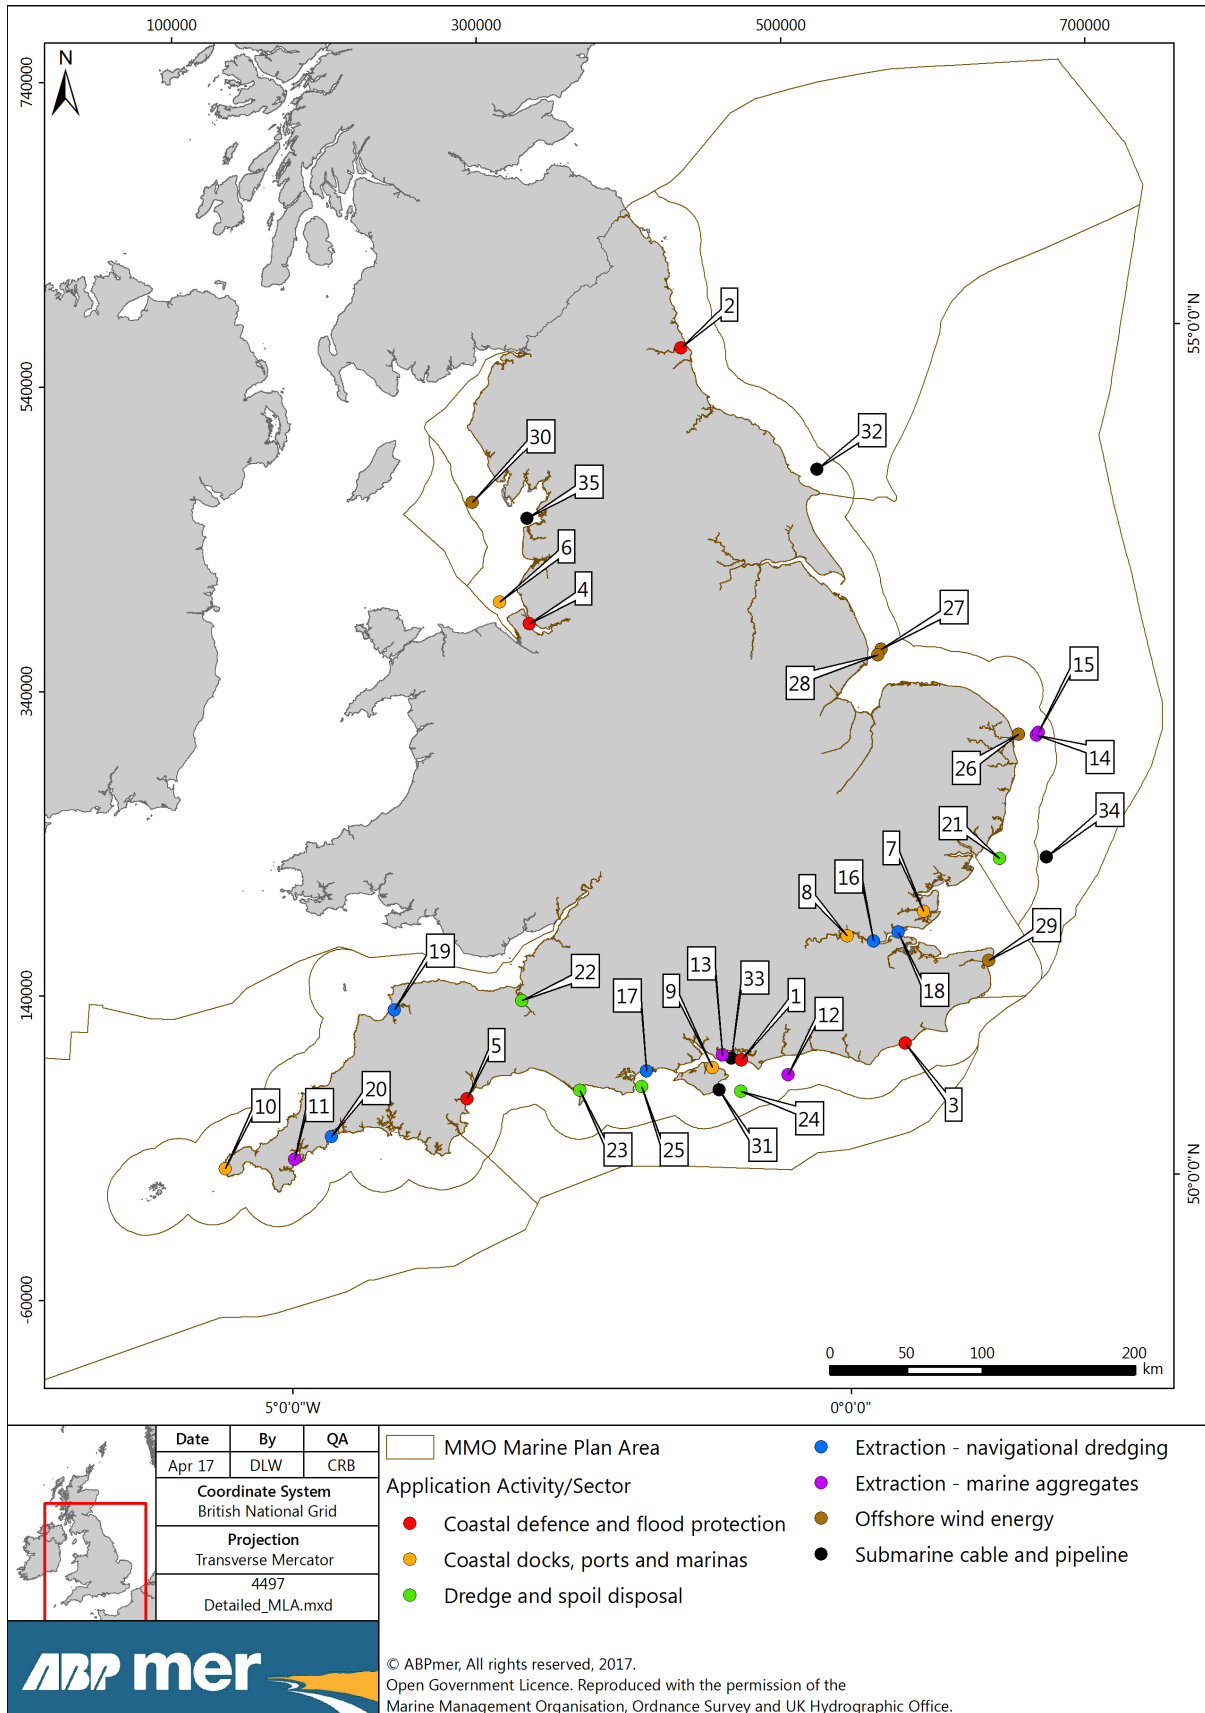 100000
300000
500000
700000
N
740000
540000
340000
140000
-60000
55°0'0"N
50°0'0"N
2
32
30
35
6
4
27
28
15
14
26
34
21
7
16
8
29
18
19
22
17
13
33
9
1
12
5
20
11
10
3
23
25
31
24
0
50
100
200
km
5°0'0"W
0°0'0"
Date By QA
Apr 17 DLW CRB
Coordinate System
British National Grid
Projection
Transverse Mercator
4497
Detailed_MLA.mxd
ABP mer
MMO Marine Plan Area
Application Activity/Sector
Coastal defence and flood protection
Coastal docks, ports and marinas
Dredge and spoil disposal
Extraction - navigational dredging
Extraction - marine aggregates
Offshore wind energy
Submarine cable and pipeline
© ABPmer, All rights reserved, 2017.
Open Government Licence. Reproduced with the permission of the
Marine Management Organisation, Ordnance Survey and UK Hydrographic Office.